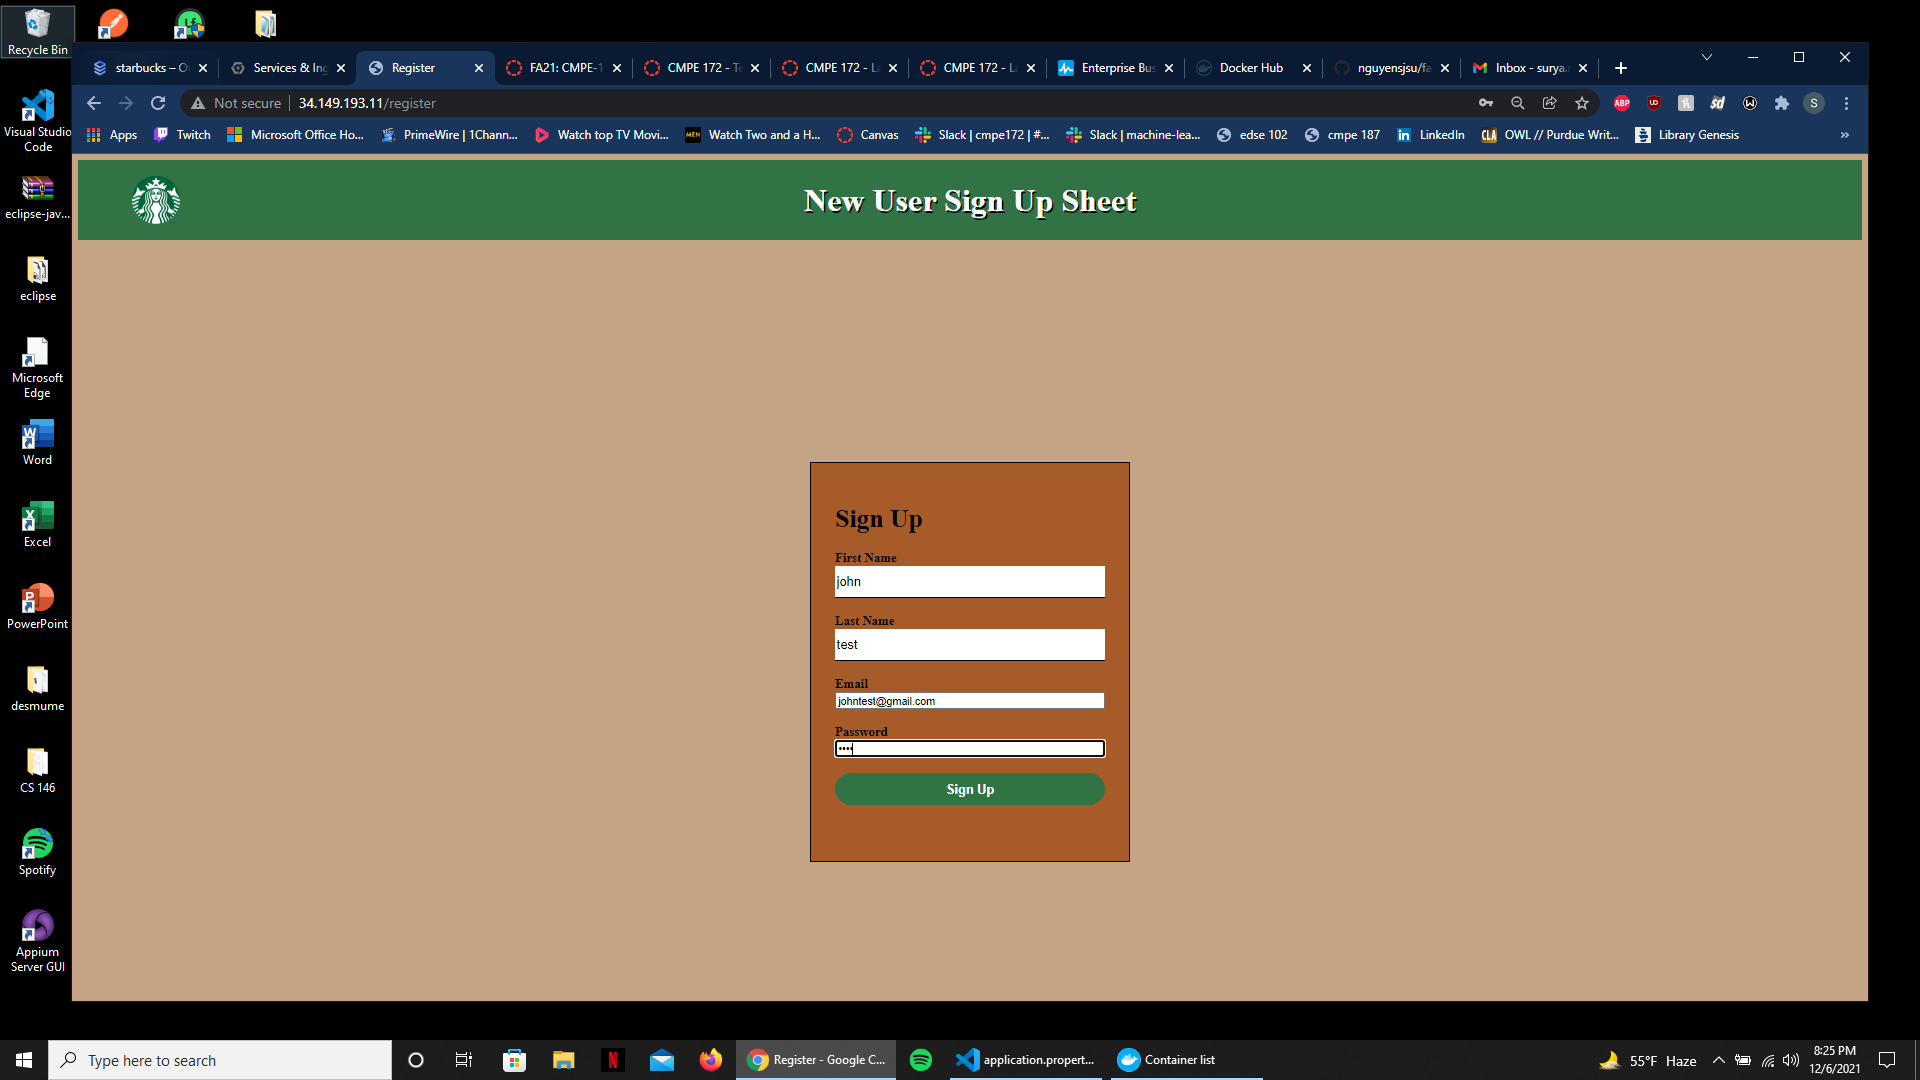 Recycle Bin
starbucks – O
Services & Ing
Register
FA21: CMPE-1
CMPE 172 - Te
CMPE 172 - La
CMPE 172 - La
Enterprise Bus
Docker Hub
nguyensjsu/fa
Inbox - surya.
Not secure
34.149.193.11/register
ABP
Apps
Twitch
Microsoft Office Ho...
PrimeWire | 1Chann...
Watch top TV Movi...
MEN
Watch Two and a H...
Canvas
Slack | cmpe172 | #...
Slack | machine-lea...
edse 102
cmpe 187
LinkedIn
CLA
OWL // Purdue Writ...
Library Genesis
»
S
Visual Studio
Code
eclipse-jav...
eclipse
Microsoft
Edge
Word
Excel
PowerPoint
desmume
CS 146
Spotify
Appium
Server GUI
New User Sign Up Sheet
Sign Up
First Name
john
Last Name
test
Email
johntest@gmail.com
Password
••••
Sign Up
Type here to search
Register - Google C...
application.propert...
Container list
55°F Haze
8:25 PM
12/6/2021